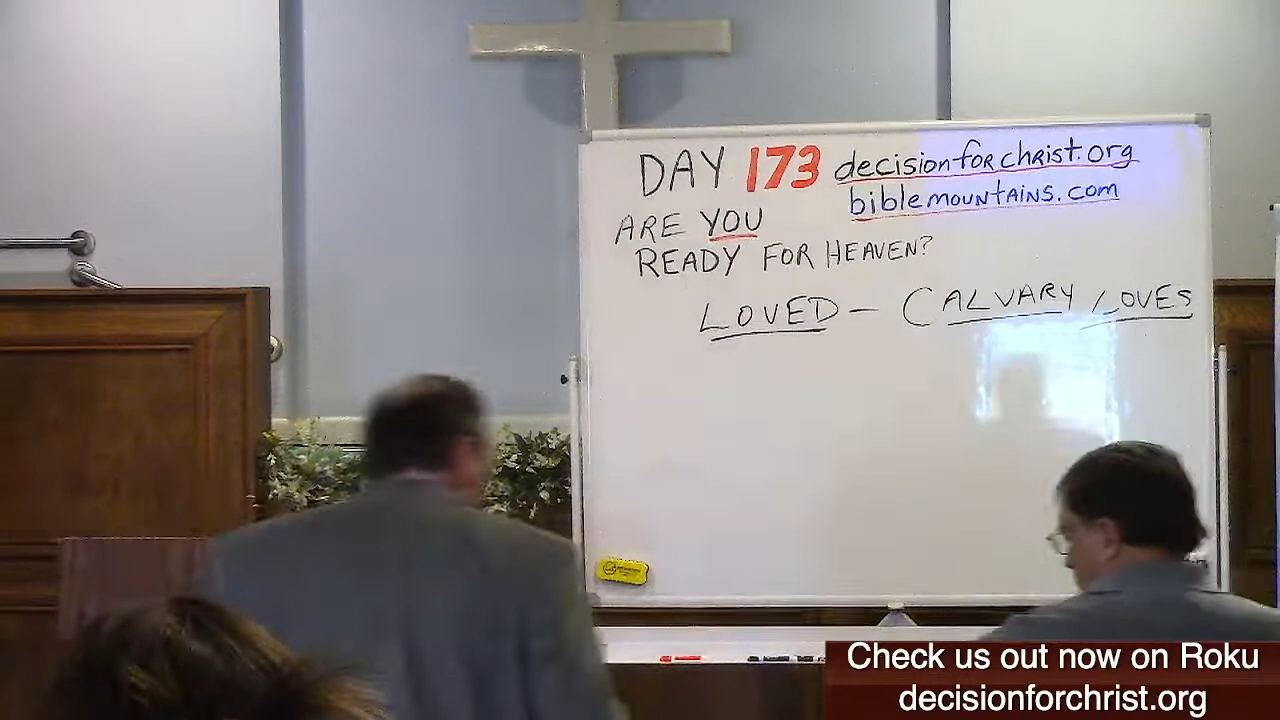 DAY 173 decisionforchrist.org
biblemountains.com
ARE YOU
READY FOR HEAVEN?
LOVED - CALVARY LOVES
Check us out now on Roku
decisionforchrist.org